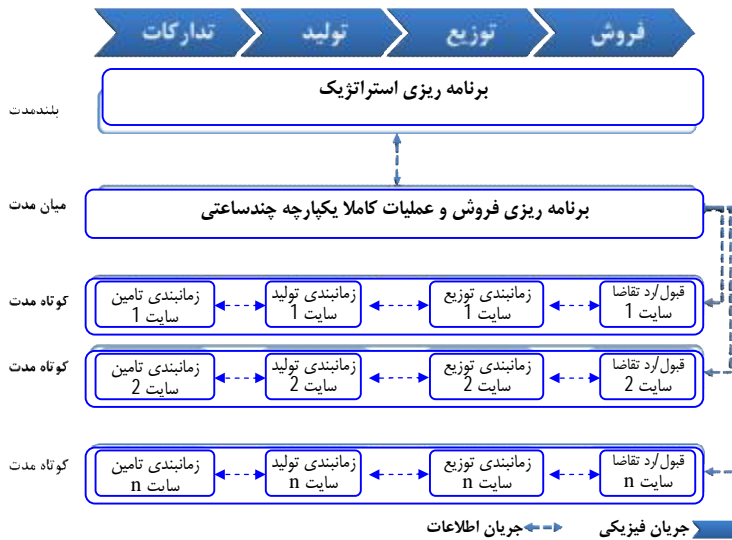 تدارکات تولید توزیع فروش
برنامه ریزی استراتژیک
بلندمدت
میان مدت
برنامه ریزی فروش و عملیات کاملا یکپارچه چندساعتی
کوتاه مدت
قبول/رد تقاضا
سایت 1
زمانبندی توزیع
سایت 1
زمانبندی تولید
سایت 1
زمانبندی تامین
سایت 1
کوتاه مدت
قبول/رد تقاضا
سایت 2
زمانبندی توزیع
سایت 2
زمانبندی تولید
سایت 2
زمانبندی تامین
سایت 2
کوتاه مدت
قبول/رد تقاضا
سایت n
زمانبندی توزیع
سایت n
زمانبندی تولید
سایت n
زمانبندی تامین
سایت n
جریان فیزیکی
جریان اطلاعات